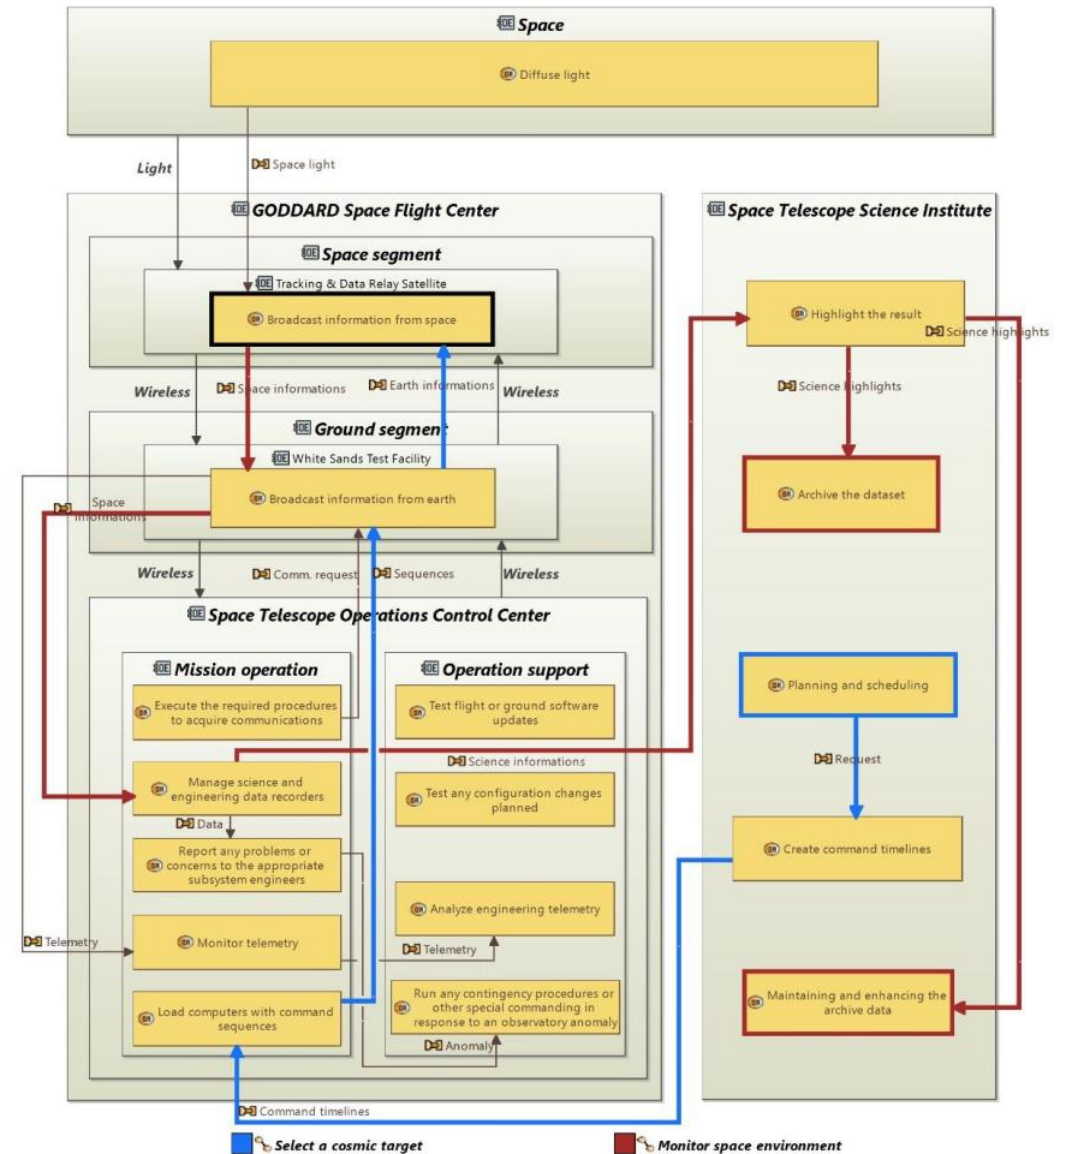 Space
Diffuse light
Light
Space light
GODDARD Space Flight Center
Space Telescope Science Institute
Space segment
Tracking & Data Relay Satellite
Broadcast information from space
Highlight the result
Science highlights
Wireless
Space informations
Earth informations
Wireless
Science highlights
Ground segment
White Sands Test Facility
Broadcast information from earth
Archive the dataset
Space
informations
Wireless
Comm. request
Sequences
Wireless
Space Telescope Operations Control Center
Mission operation
Operation support
Execute the required procedures
to acquire communications
Test flight or ground software
updates
Planning and scheduling
Science informations
Request
Manage science and
engineering data recorders
Test any configuration changes
planned
Data
Report any problems or
concerns to the appropriate
subsystem engineers
Create command timelines
Analyze engineering telemetry
Telemetry
Monitor telemetry
Telemetry
Load computers with command
sequences
Run any contingency procedures or
other special commanding in
response to an observatory anomaly
Maintaining and enhancing the
archive data
Anomaly
Command timelines
Select a cosmic target
Monitor space environment